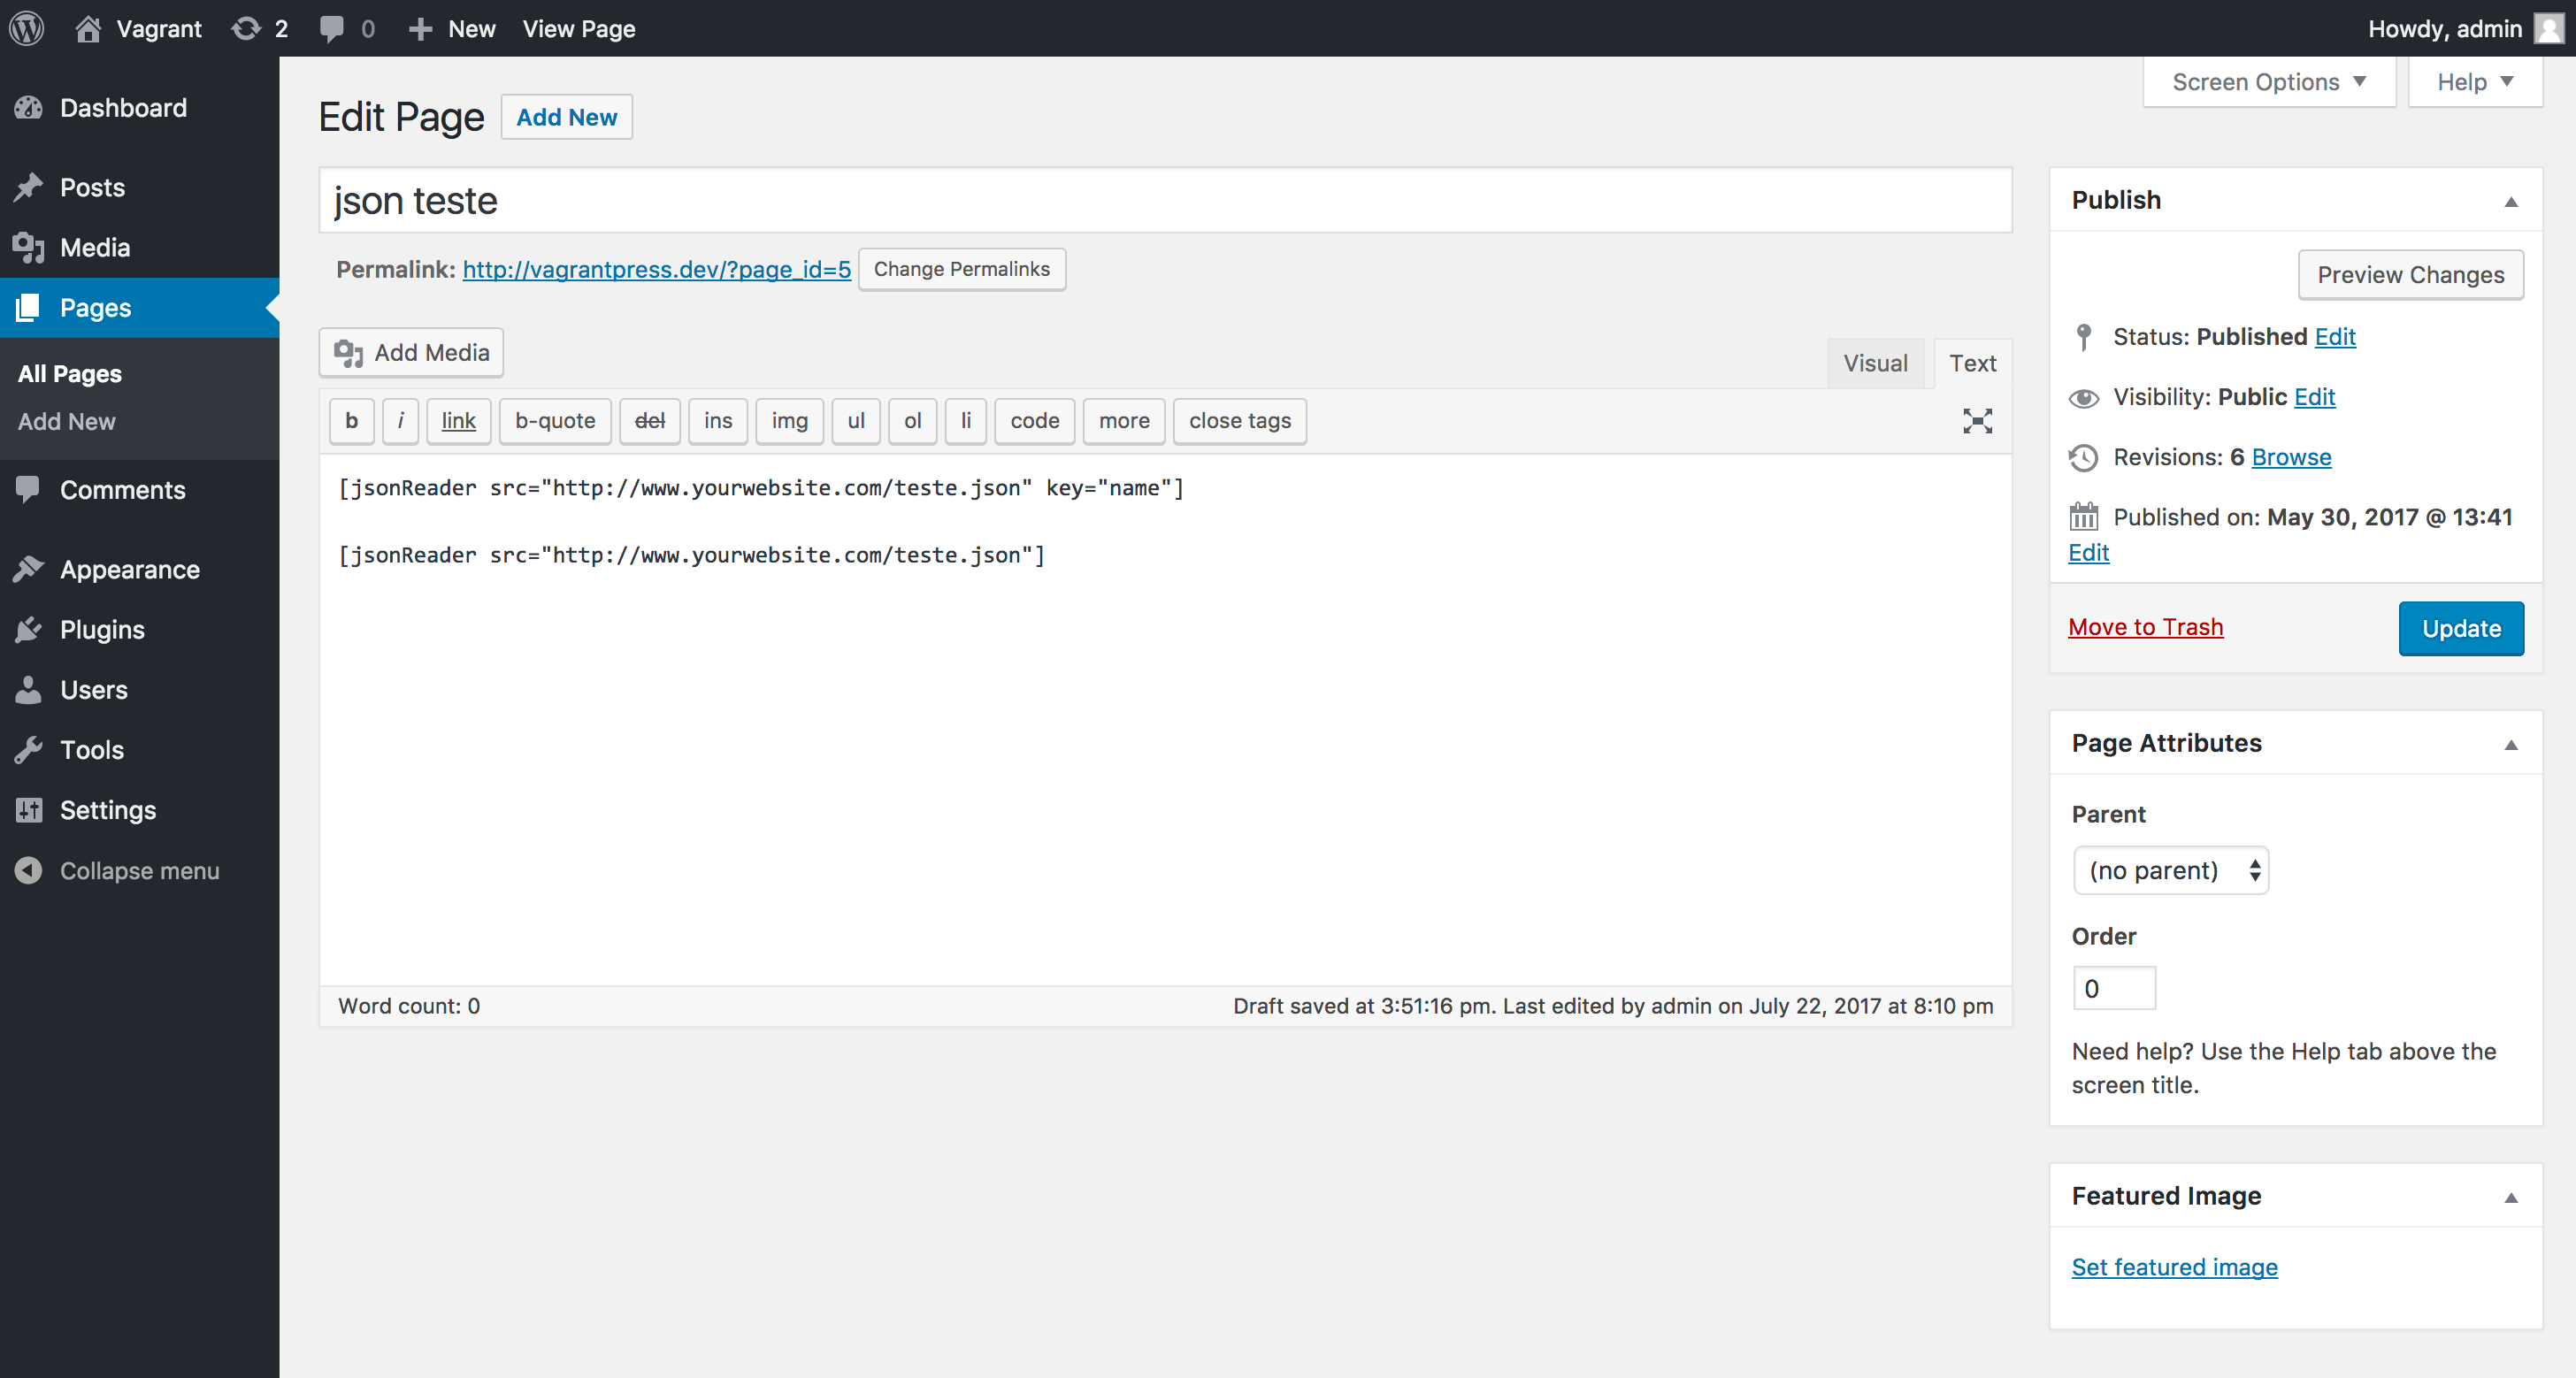 Vagrant 2 0 New View Page Howdy, admin
Screen Options Help
Dashboard
Posts
Media
Pages
All Pages
Add New
Comments
Appearance
Plugins
Users
Tools
Settings
Collapse menu
Edit Page Add New
json teste
Permalink: http://vagrantpress.dev/?page_id=5 Change Permalinks
Add Media
Visual Text
b i link b-quote del ins img ul ol li code more close tags
[jsonReader src="http://www.yourwebsite.com/teste.json" key="name"]
[jsonReader src="http://www.yourwebsite.com/teste.json"]
Word count: 0 Draft saved at 3:51:16 pm. Last edited by admin on July 22, 2017 at 8:10 pm
Publish
Preview Changes
Status: Published Edit
Visibility: Public Edit
Revisions: 6 Browse
Published on: May 30, 2017 @ 13:41
Edit
Move to Trash Update
Page Attributes
Parent
(no parent)
Order
0
Need help? Use the Help tab above the
screen title.
Featured Image
Set featured image